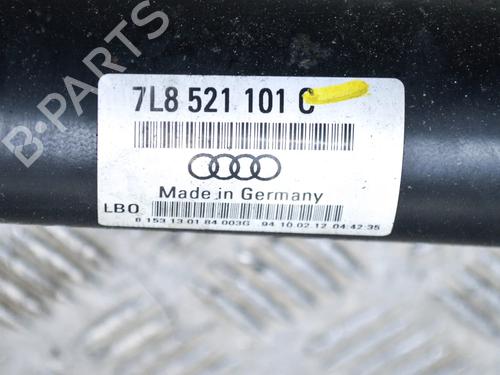 B-PARTS
7L8 521 101 C
Made in Germany
LBO
0 153 13 01 84 003G 94 10 02 12 04:42:35